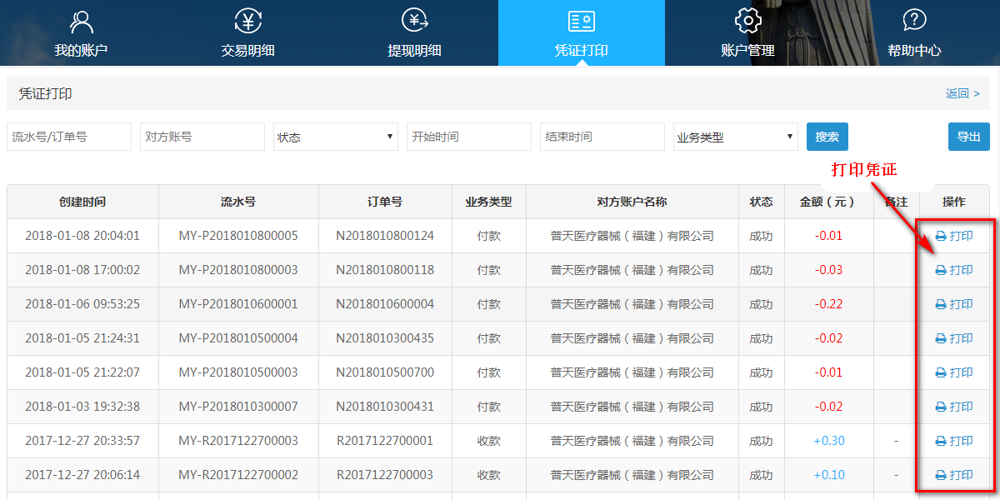 我的账户 交易明细 提现明细 凭证打印 账户管理 帮助中心
凭证打印 返回 >
流水号/订单号 对方账号 状态 开始时间 结束时间 业务类型 搜索 导出
打印凭证
创建时间 流水号 订单号 业务类型 对方账户名称 状态 金额（元） 备注 操作
2018-01-08 20:04:01 MY-P2018010800005 N2018010800124 付款 普天医疗器械（福建）有限公司 成功 -0.01 打印
2018-01-08 17:00:02 MY-P2018010800003 N2018010800118 付款 普天医疗器械（福建）有限公司 成功 -0.03 打印
2018-01-06 09:53:25 MY-P2018010600001 N2018010600004 付款 普天医疗器械（福建）有限公司 成功 -0.22 打印
2018-01-05 21:24:31 MY-P2018010500004 N2018010300435 付款 普天医疗器械（福建）有限公司 成功 -0.02 打印
2018-01-05 21:22:07 MY-P2018010500003 N2018010500700 付款 普天医疗器械（福建）有限公司 成功 -0.01 打印
2018-01-03 19:32:38 MY-P2018010300007 N2018010300431 付款 普天医疗器械（福建）有限公司 成功 -0.02 打印
2017-12-27 20:33:57 MY-R2017122700003 R2017122700001 收款 普天医疗器械（福建）有限公司 成功 +0.30 - 打印
2017-12-27 20:06:14 MY-R2017122700002 R2017122700003 收款 普天医疗器械（福建）有限公司 成功 +0.10 - 打印